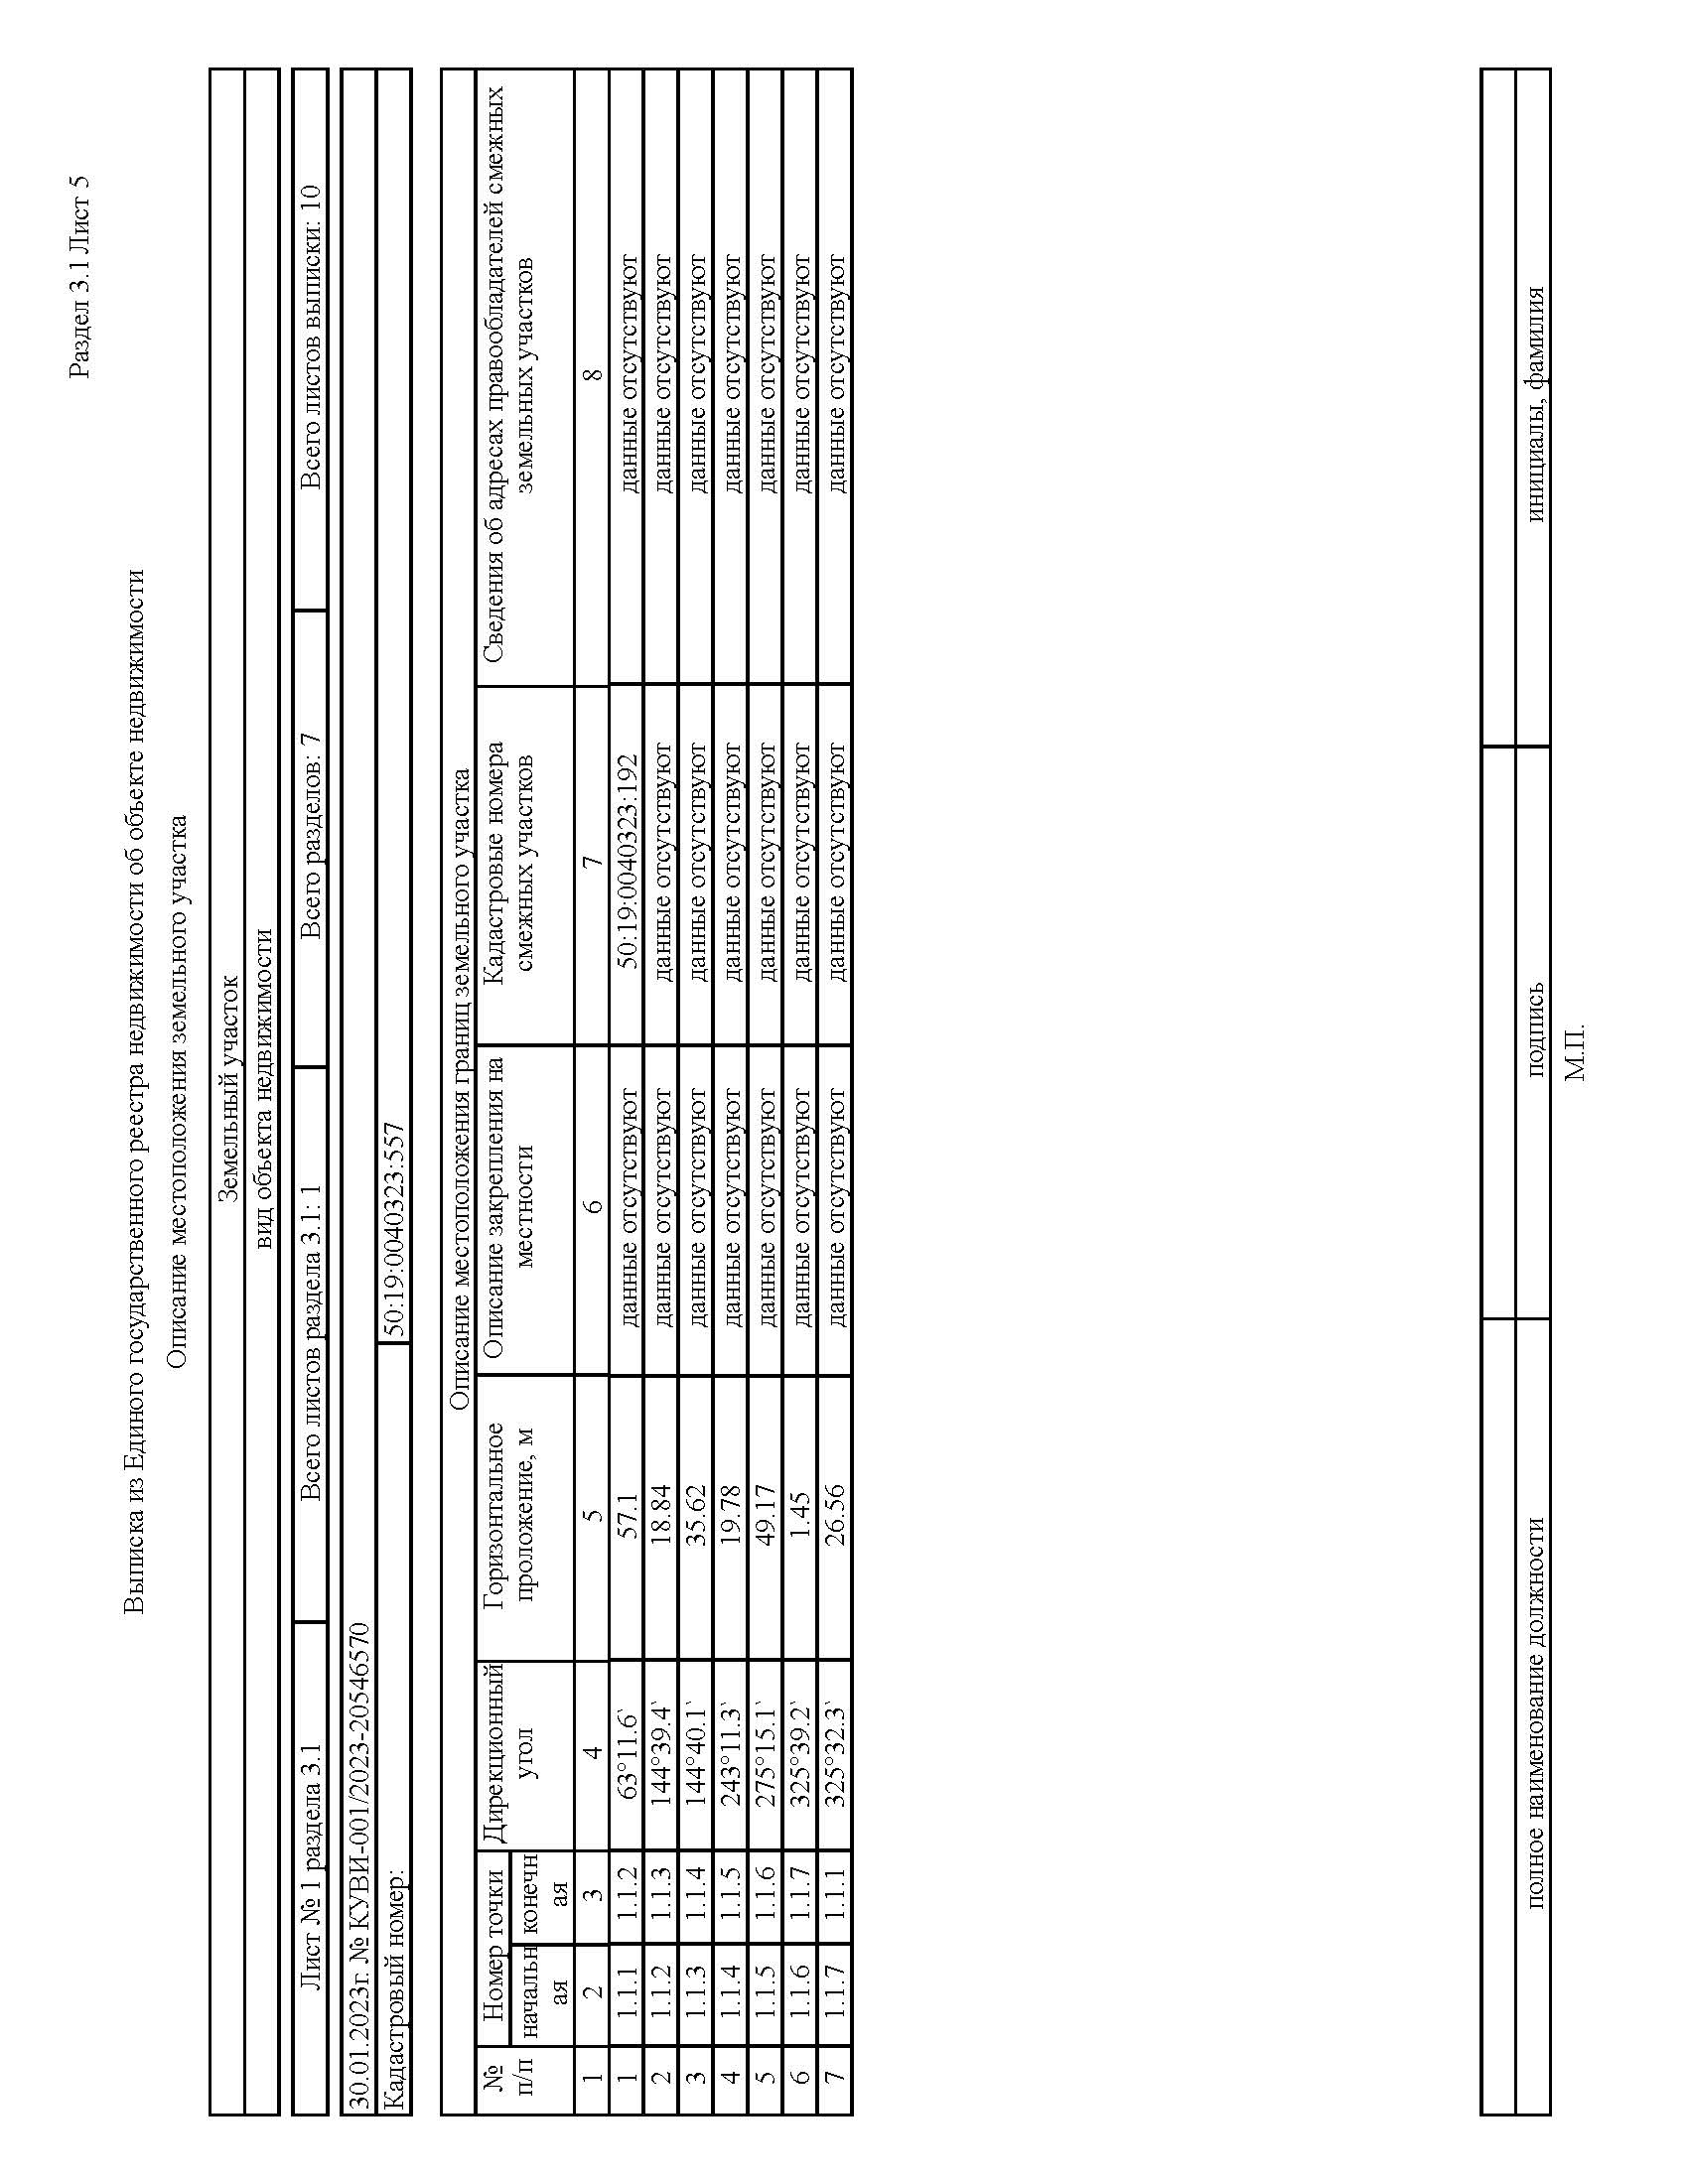 Раздел 3.1 Лист 5
Выписка из Единого государственного реестра недвижимости об объекте недвижимости
Описание местоположения земельного участка
Земельный участок
вид объекта недвижимости
Лист № 1 раздела 3.1 Всего листов раздела 3.1: 1 Всего разделов: 7 Всего листов выписки: 10
30.01.2023г. № КУВИ-001/2023-20546570
Кадастровый номер: 50:19:0040323:557
Описание местоположения границ земельного участка
№ Номер точки Дирекционный Горизонтальное Описание закрепления на Кадастровые номера Сведения об адресах правообладателей смежных
п/п начальн конечн угол проложение, м местности смежных участков земельных участков
ая ая
1 2 3 4 5 6 7 8
1 1.1.1 1.1.2 63°11.6` 57.1 данные отсутствуют 50:19:0040323:192 данные отсутствуют
2 1.1.2 1.1.3 144°39.4` 18.84 данные отсутствуют данные отсутствуют данные отсутствуют
3 1.1.3 1.1.4 144°40.1` 35.62 данные отсутствуют данные отсутствуют данные отсутствуют
4 1.1.4 1.1.5 243°11.3` 19.78 данные отсутствуют данные отсутствуют данные отсутствуют
5 1.1.5 1.1.6 275°15.1` 49.17 данные отсутствуют данные отсутствуют данные отсутствуют
6 1.1.6 1.1.7 325°39.2` 1.45 данные отсутствуют данные отсутствуют данные отсутствуют
7 1.1.7 1.1.1 325°32.3` 26.56 данные отсутствуют данные отсутствуют данные отсутствуют
полное наименование должности подпись инициалы, фамилия
М.П.